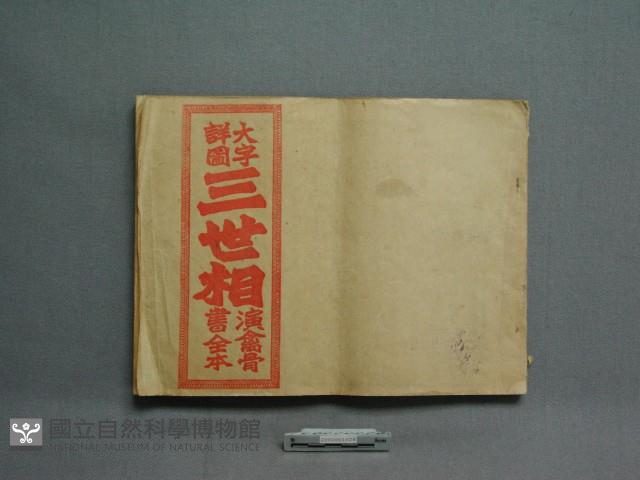 大字
詳圖
三世相
演禽骨
書全本
國立自然科學博物館
NATIONAL MUSEUM OF NATURAL SCIENCE